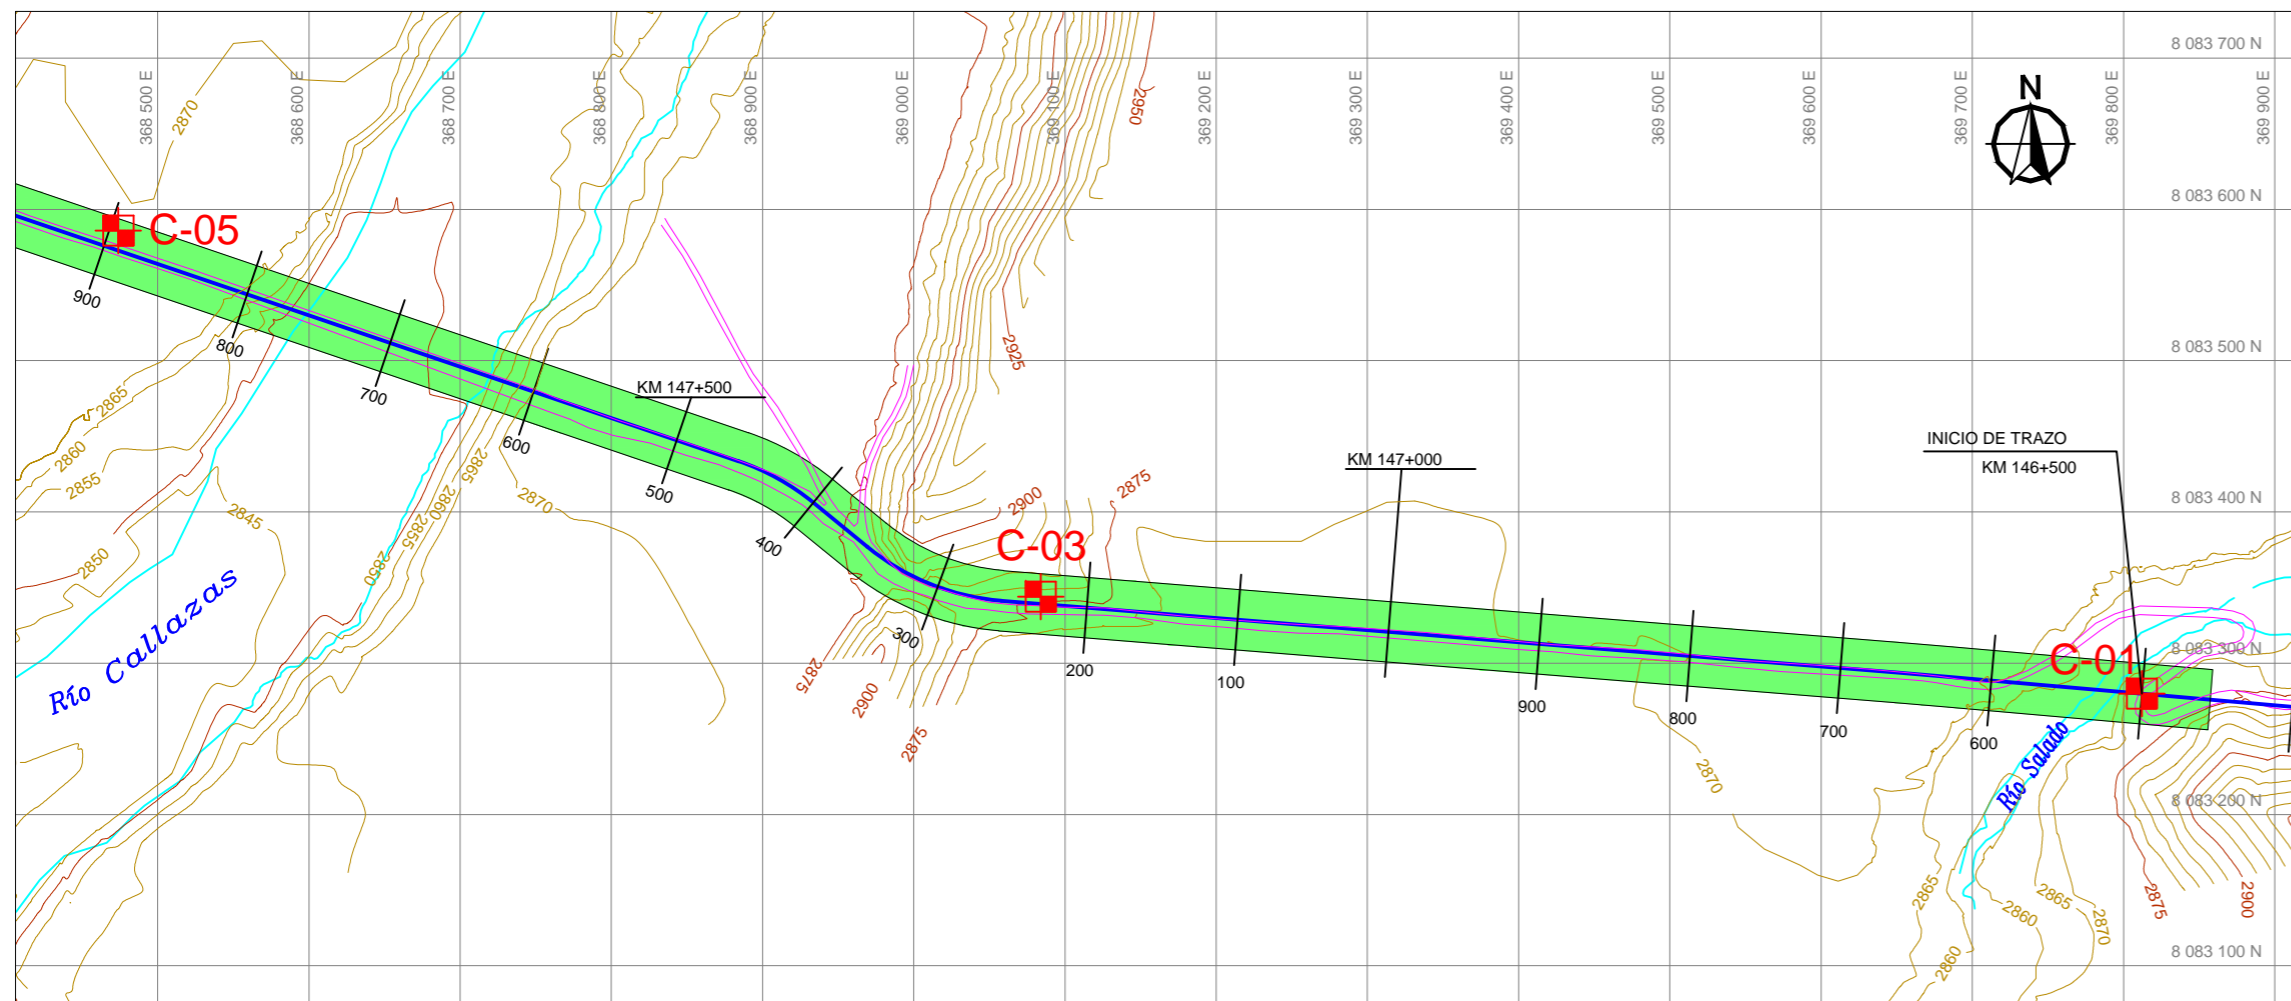 8 083 700 N
368 500 E
368 600 E
368 700 E
368 800 E
368 900 E
369 000 E
369 100 E
369 200 E
369 300 E
369 400 E
369 500 E
369 600 E
369 700 E
369 800 E
369 900 E
N
2870
2950
8 083 600 N
C-05
900
800
700
2925
8 083 500 N
KM 147+500
600
500
2865
2860
2855
2845
2850
2865
2860
2855
2850
2870
KM 147+000
INICIO DE TRAZO
KM 146+500
8 083 400 N
2900
2875
C-03
400
300
200
100
900
800
700
600
C-01
8 083 300 N
Río Callazas
Río Salado
2875
2900
2875
2870
8 083 200 N
2865
2860
2860
2865
2870
2875
2900
8 083 100 N